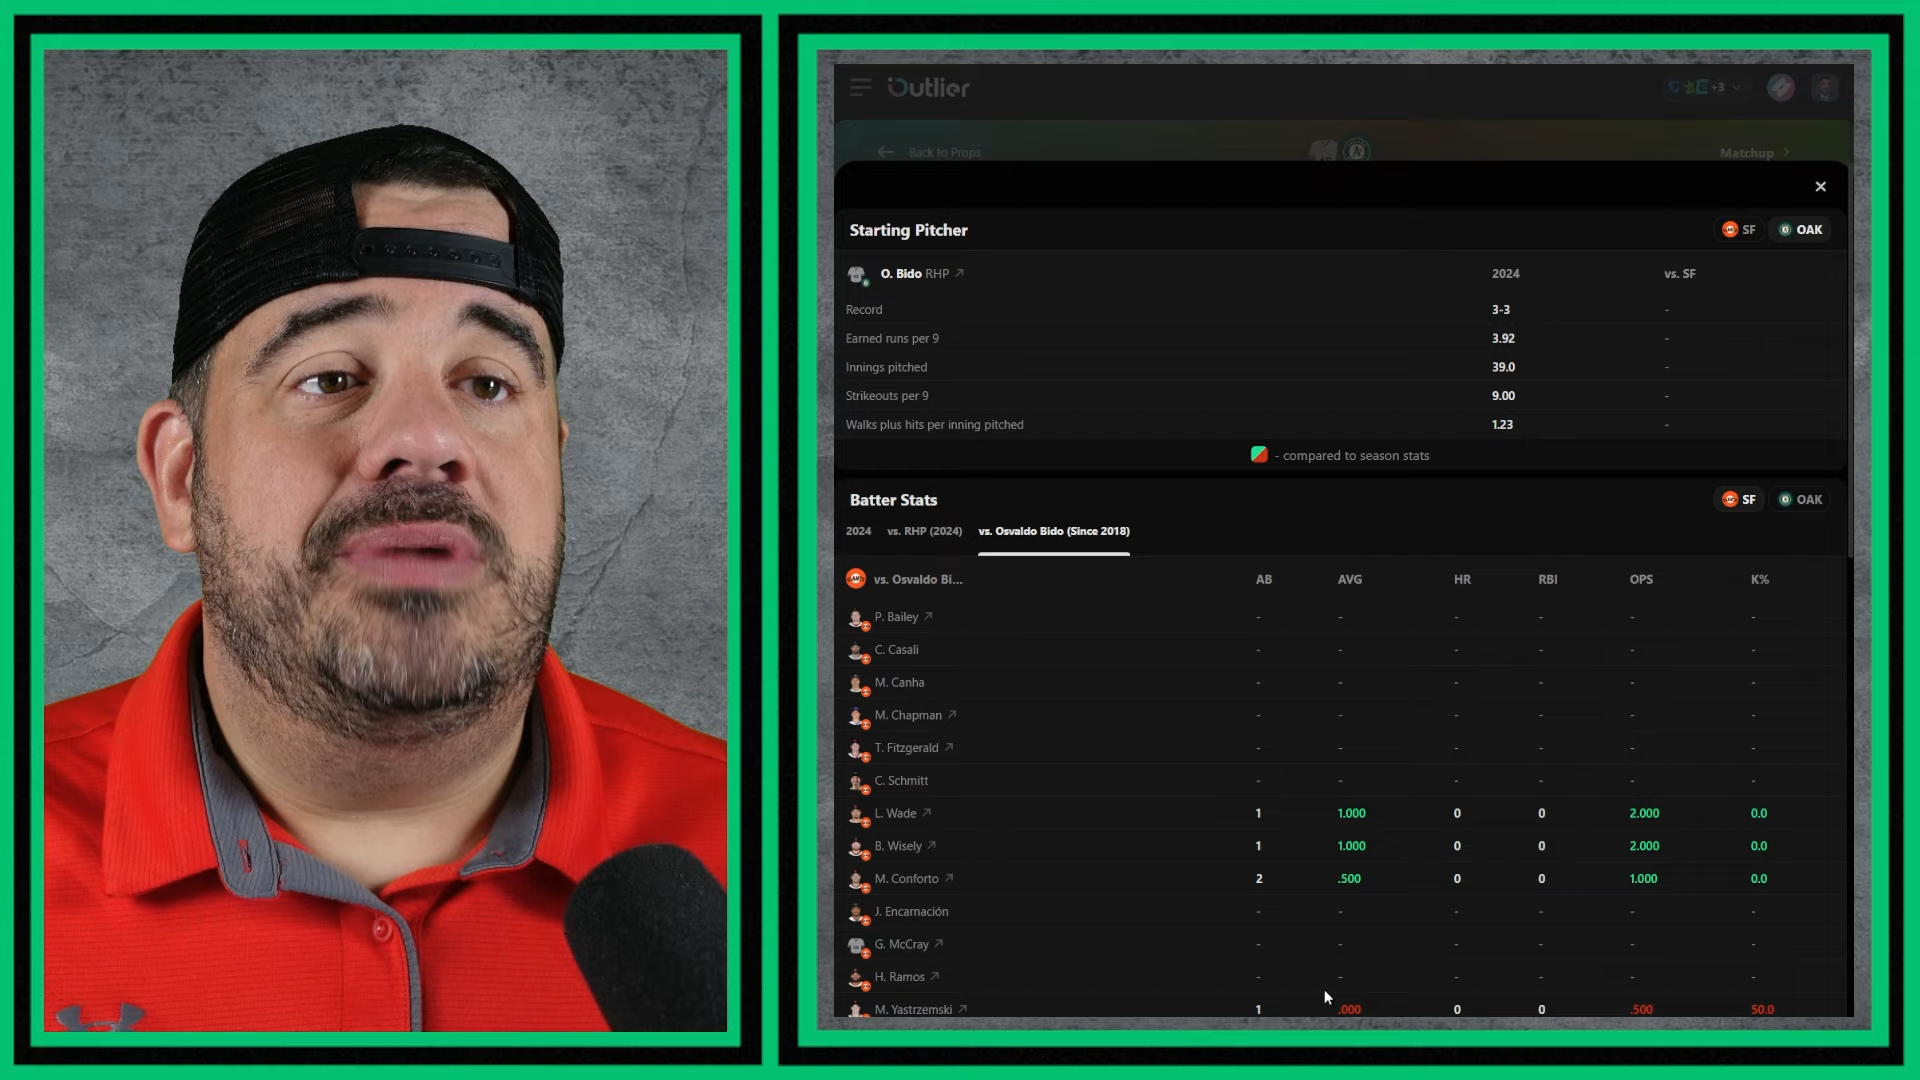 Outlier
+3
Back to Props
Matchup
Starting Pitcher
SF
OAK
O. Bido RHP
2024
vs. SF
Record
3-3
-
Earned runs per 9
3.92
-
Innings pitched
39.0
-
Strikeouts per 9
9.00
-
Walks plus hits per inning pitched
1.23
-
- compared to season stats
Batter Stats
SF
OAK
2024
vs. RHP (2024)
vs. Osvaldo Bido (Since 2018)
vs. Osvaldo Bi...
AB
AVG
HR
RBI
OPS
K%
P. Bailey - - - - - -
C. Casali - - - - - -
M. Canha - - - - - -
M. Chapman - - - - - -
T. Fitzgerald - - - - - -
C. Schmitt - - - - - -
L. Wade 1 1.000 0 0 2.000 0.0
B. Wisely 1 1.000 0 0 2.000 0.0
M. Conforto 2 .500 0 0 1.000 0.0
J. Encarnación - - - - - -
G. McCray - - - - - -
H. Ramos - - - - - -
M. Yastrzemski 1 .000 0 0 .500 50.0